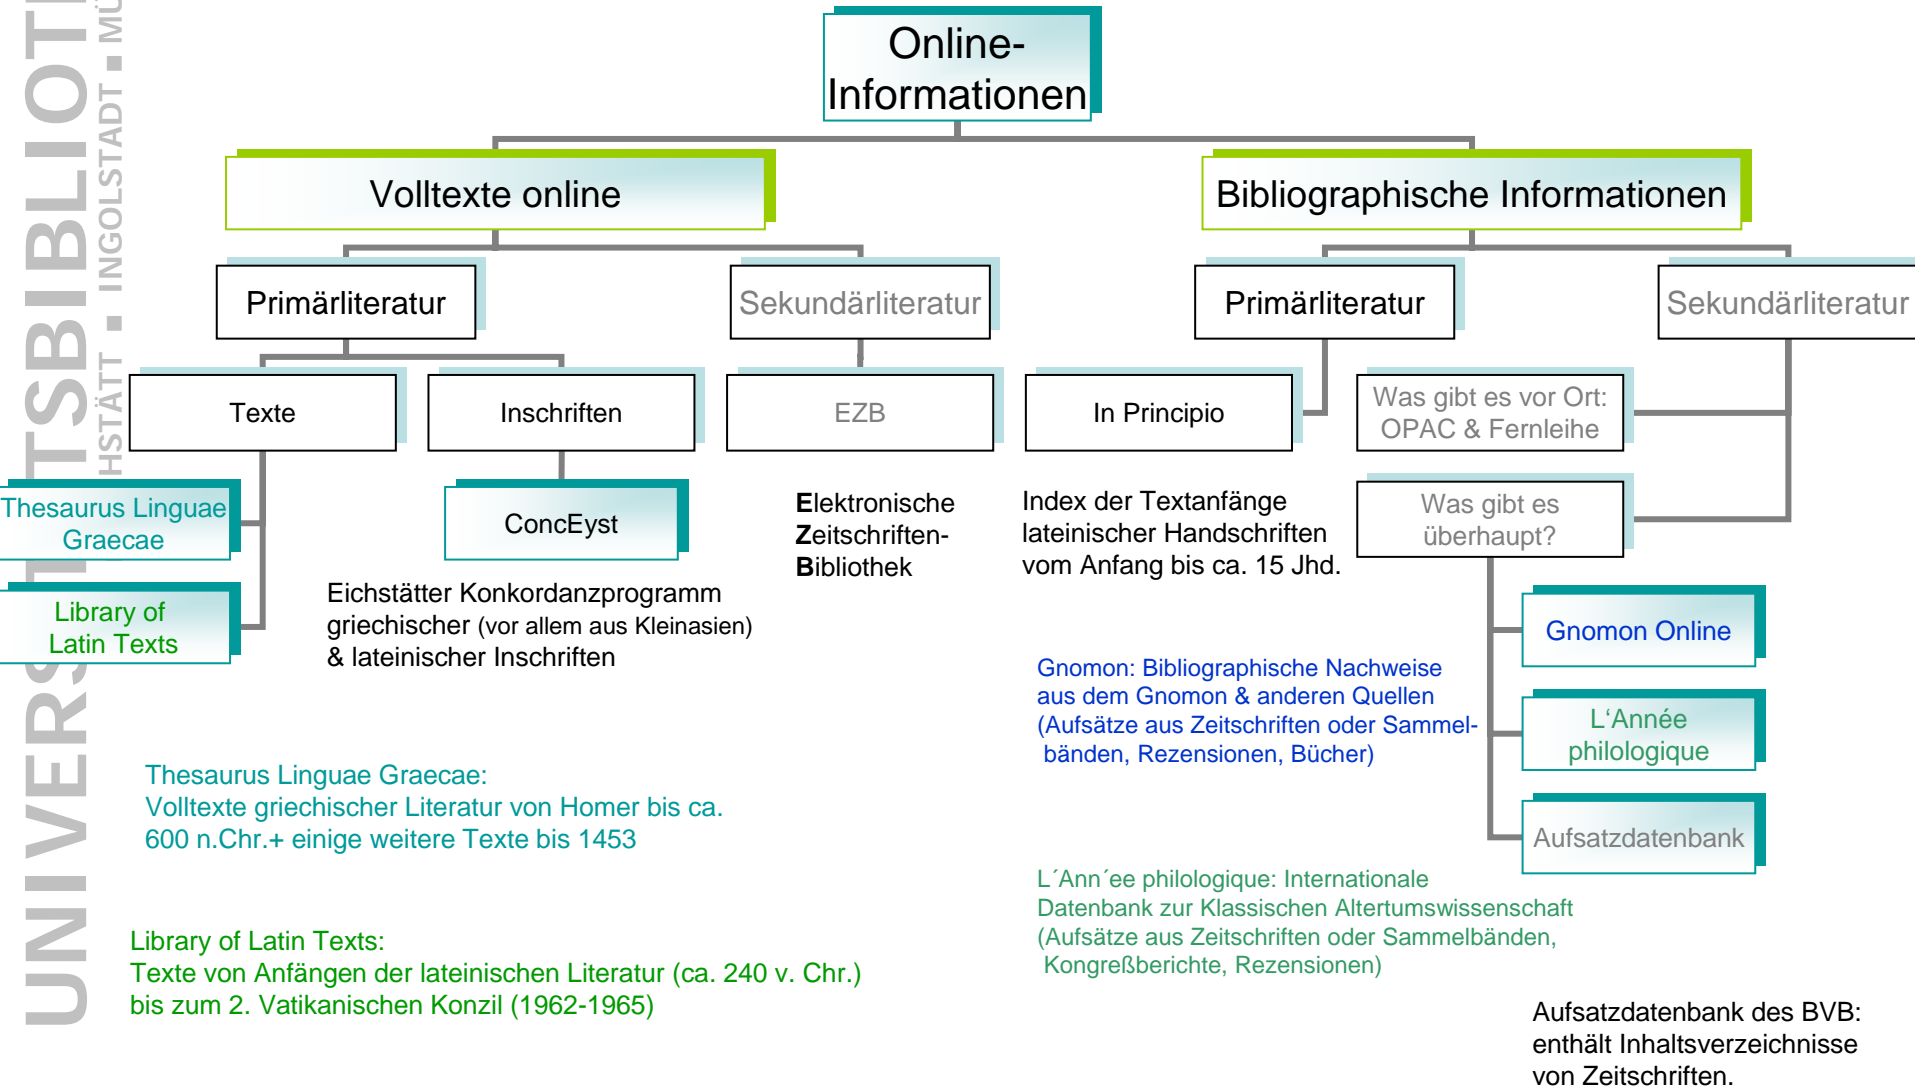 UNIVERS
TSBIBLIOT
HSTÄTT ■ INGOLSTADT ■ MÜ
Online-
Informationen
Volltexte online
Bibliographische Informationen
Primärliteratur
Sekundärliteratur
Primärliteratur
Sekundärliteratur
Texte
Inschriften
EZB
In Principio
Was gibt es vor Ort:
OPAC & Fernleihe
Thesaurus Linguae
Graecae
ConcEyst
Elektronische
Zeitschriften-
Bibliothek
Index der Textanfänge
lateinischer Handschriften
vom Anfang bis ca. 15 Jhd.
Was gibt es
überhaupt?
Library of
Latin Texts
Eichstätter Konkordanzprogramm
griechischer (vor allem aus Kleinasien)
& lateinischer Inschriften
Gnomon Online
Gnomon: Bibliographische Nachweise
aus dem Gnomon & anderen Quellen
(Aufsätze aus Zeitschriften oder Sammel-
bänden, Rezensionen, Bücher)
L‘Année
philologique
Thesaurus Linguae Graecae:
Volltexte griechischer Literatur von Homer bis ca.
600 n.Chr.+ einige weitere Texte bis 1453
Aufsatzdatenbank
L´Ann´ee philologique: Internationale
Datenbank zur Klassischen Altertumswissenschaft
(Aufsätze aus Zeitschriften oder Sammelbänden,
Kongreßberichte, Rezensionen)
Library of Latin Texts:
Texte von Anfängen der lateinischen Literatur (ca. 240 v. Chr.)
bis zum 2. Vatikanischen Konzil (1962-1965)
Aufsatzdatenbank des BVB:
enthält Inhaltsverzeichnisse
von Zeitschriften.